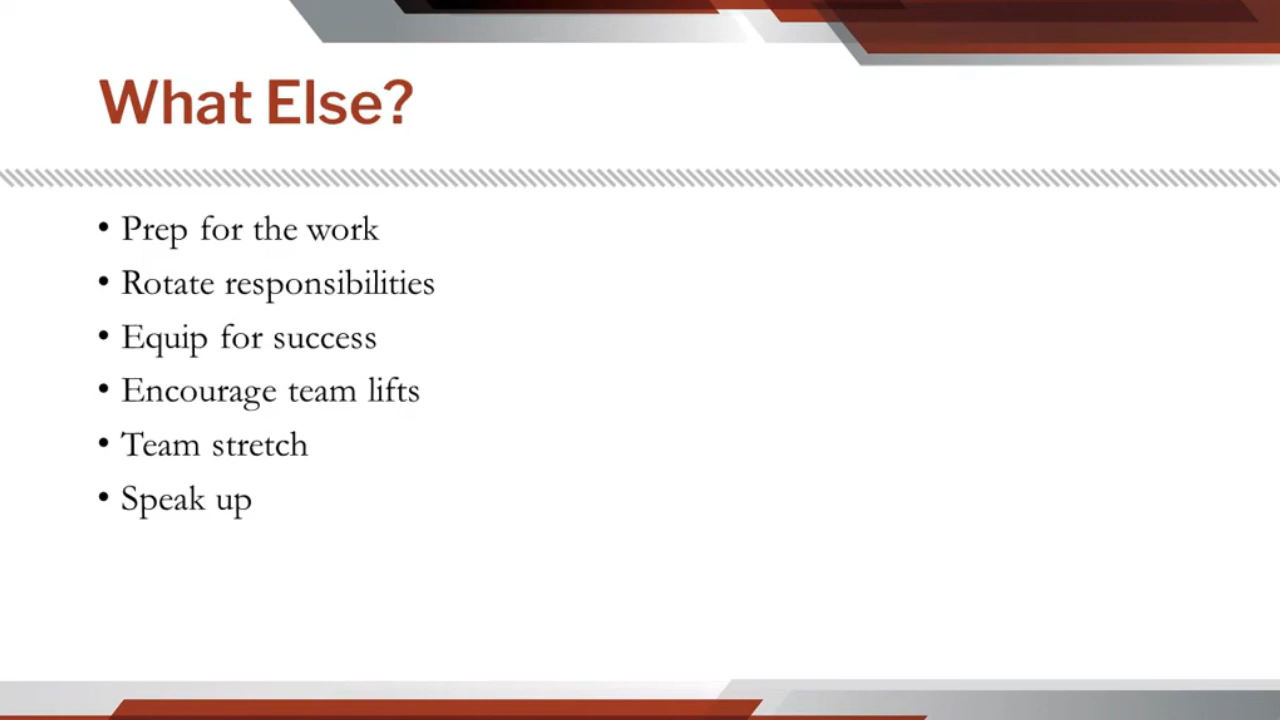 What Else?
• Prep for the work
• Rotate responsibilities
• Equip for success
• Encourage team lifts
• Team stretch
• Speak up